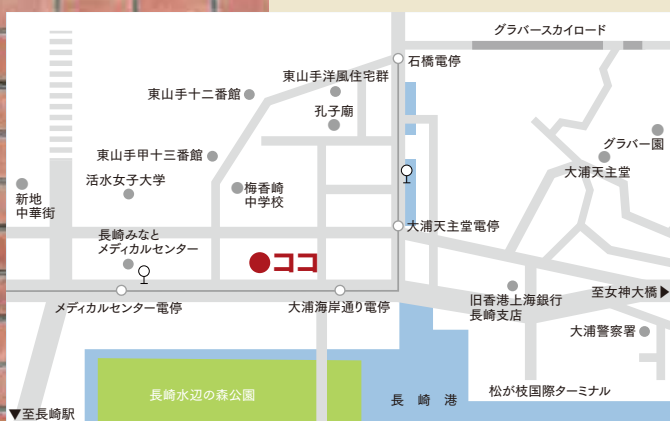 グラバースカイロード
石橋電停
東山手洋風住宅群
東山手十二番館
孔子廟
グラバー園
東山手甲十三番館
大浦天主堂
活水女子大学
梅香崎
中学校
新地
中華街
大浦天主堂電停
長崎みなと
メディカルセンター
ココ
至女神大橋▶
旧香港上海銀行
長崎支店
メディカルセンター電停
大浦海岸通り電停
大浦警察署
長崎水辺の森公園
長崎港
松が枝国際ターミナル
▼至長崎駅